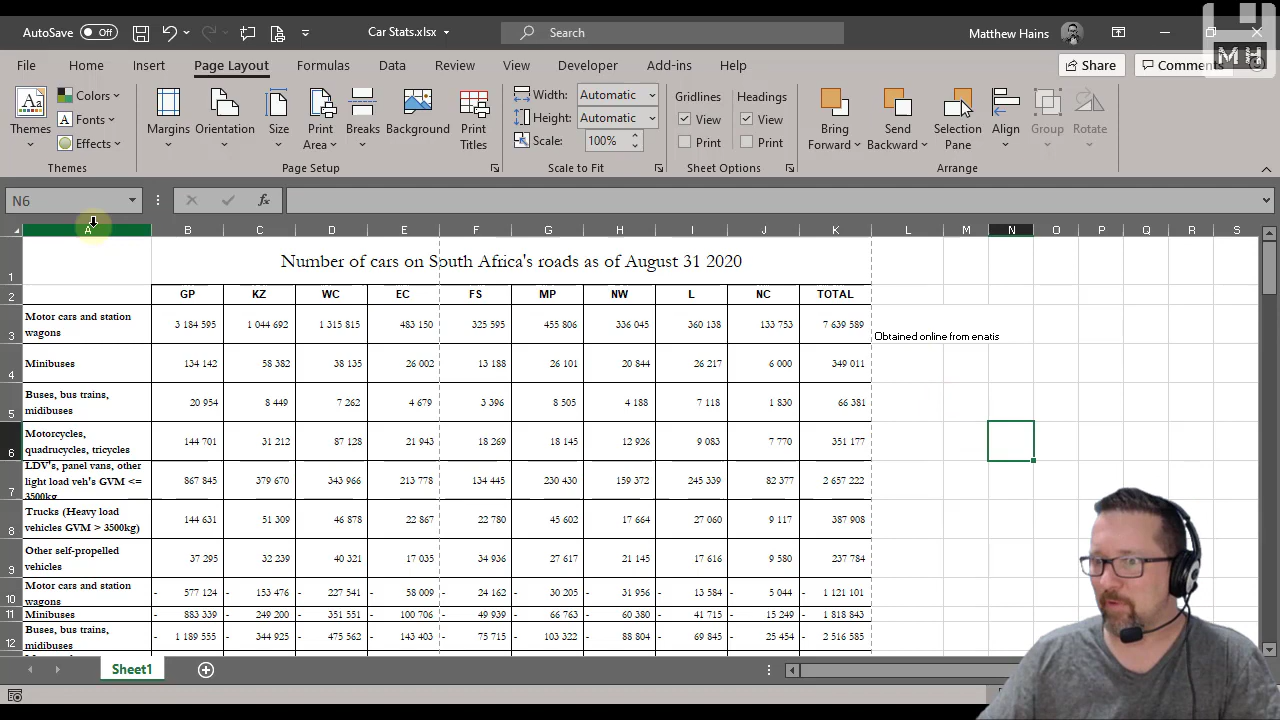 AutoSave Off Car Stats.xlsx Search Matthew Hains
File Home Insert Page Layout Formulas Data Review View Developer Add-ins Help Share Comments
MH
Themes Colors Fonts Effects
Margins Orientation Size Print Area Breaks Background Print Titles
Width: Automatic
Height: Automatic
Scale: 100%
Gridlines Headings
View View
Print Print
Bring Forward Send Backward Selection Pane Align Group Rotate
Themes Page Setup Scale to Fit Sheet Options Arrange
N6 fx
A B C D E F G H I J K L M N O P Q R S
1 Number of cars on South Africa's roads as of August 31 2020
2 GP KZ WC EC FS MP NW L NC TOTAL
3 Motor cars and station wagons 3 184 595 1 044 692 1 315 815 483 150 325 595 455 806 336 045 360 138 133 753 7 639 589 Obtained online from enatis
4 Minibuses 134 142 58 382 38 135 26 002 13 188 26 101 20 844 26 217 6 000 349 011
5 Buses, bus trains, midibuses 20 954 8 449 7 262 4 679 3 396 8 505 4 188 7 118 1 830 66 381
6 Motorcycles, quadrucycles, tricycles 144 701 31 212 87 128 21 943 18 269 18 145 12 926 9 083 7 770 351 177
7 LDV's, panel vans, other light load veh's GVM <= 3500kg 867 845 379 670 343 966 213 778 134 445 230 430 159 372 245 339 82 377 2 657 222
8 Trucks (Heavy load vehicles GVM > 3500kg) 144 631 51 309 46 878 22 867 22 780 45 602 17 664 27 060 9 117 387 908
9 Other self-propelled vehicles 37 295 32 239 40 321 17 035 34 936 27 617 21 145 17 616 9 580 237 784
10 Motor cars and station wagons - 577 124 - 153 476 - 227 541 - 58 009 - 24 162 - 30 205 - 31 956 - 13 584 - 5 044 - 1 121 101
11 Minibuses - 883 339 - 249 200 - 351 551 - 100 706 - 49 939 - 66 763 - 60 380 - 41 715 - 15 249 - 1 818 843
12 Buses, bus trains, midibuses - 1 189 555 - 344 925 - 475 562 - 143 403 - 75 715 - 103 322 - 88 804 - 69 845 - 25 454 - 2 516 585
Sheet1